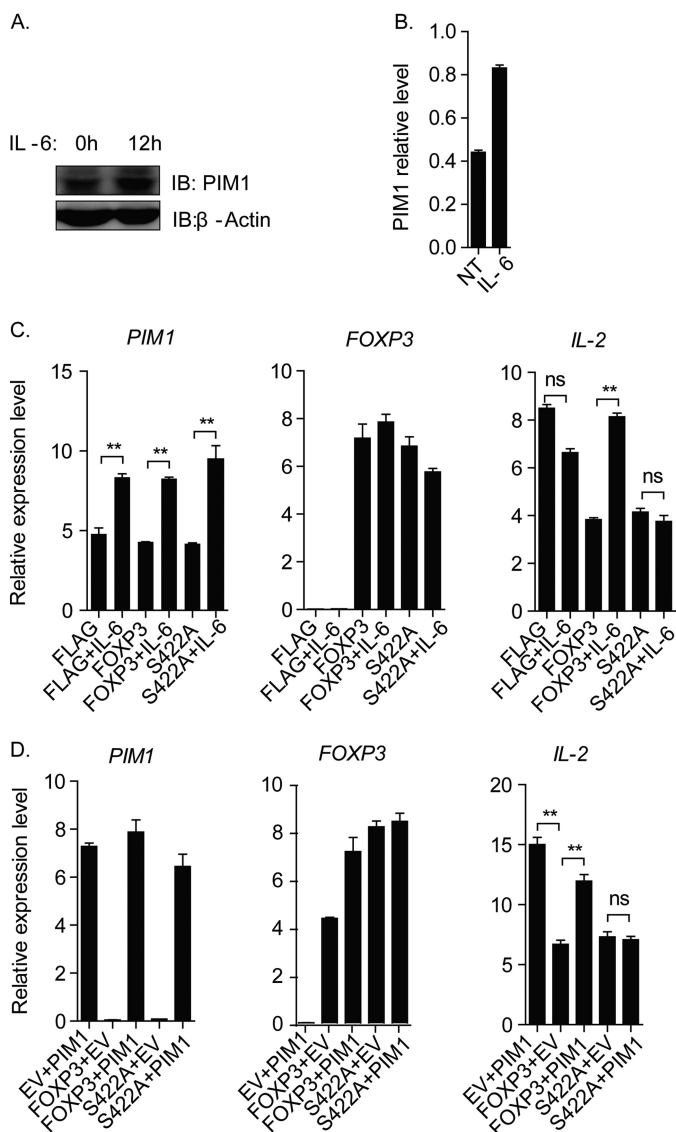 A.
IL -6: 0h 12h
IB: PIM1
IB:β -Actin
B.
PIM1 relative level
1.0
0.8
0.6
0.4
0.2
0.0
NT
IL- 6
C.
PIM1
Relative expression level
15
10
5
0
** ** **
FLAG
FLAG+IL-6
FOXP3
FOXP3+IL-6
S422A
S422A+IL-6
FOXP3
10
8
6
4
2
0
FLAG
FLAG+IL-6
FOXP3
FOXP3+IL-6
S422A
S422A+IL-6
IL-2
10
8
6
4
2
0
ns ** ns
FLAG
FLAG+IL-6
FOXP3
FOXP3+IL-6
S422A
S422A+IL-6
D.
PIM1
Relative expression level
10
8
6
4
2
0
EV+PIM1
FOXP3+EV
FOXP3+PIM1
S422A+EV
S422A+PIM1
FOXP3
10
8
6
4
2
0
EV+PIM1
FOXP3+EV
FOXP3+PIM1
S422A+EV
S422A+PIM1
IL-2
20
15
10
5
0
** ** ns
EV+PIM1
FOXP3+EV
FOXP3+PIM1
S422A+EV
S422A+PIM1